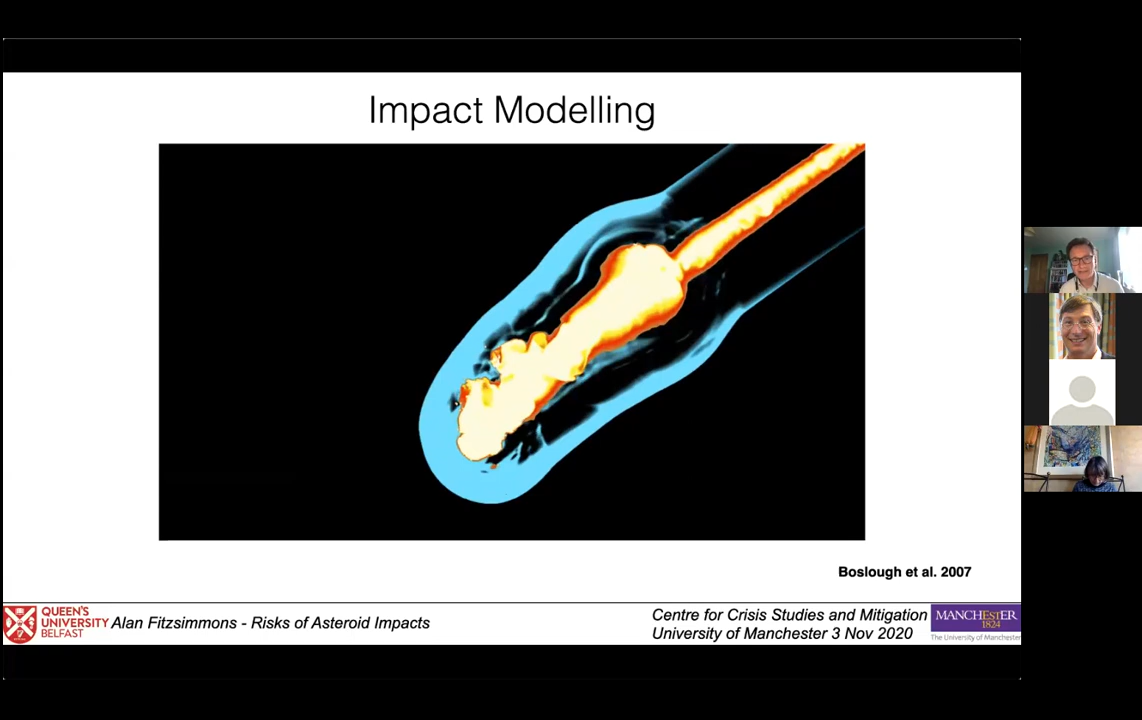 Impact Modelling
Boslough et al. 2007
QUEEN'S
UNIVERSITY
BELFAST
Alan Fitzsimmons - Risks of Asteroid Impacts
Centre for Crisis Studies and Mitigation
University of Manchester 3 Nov 2020
MANCHESTER
1824
The University of Manchester